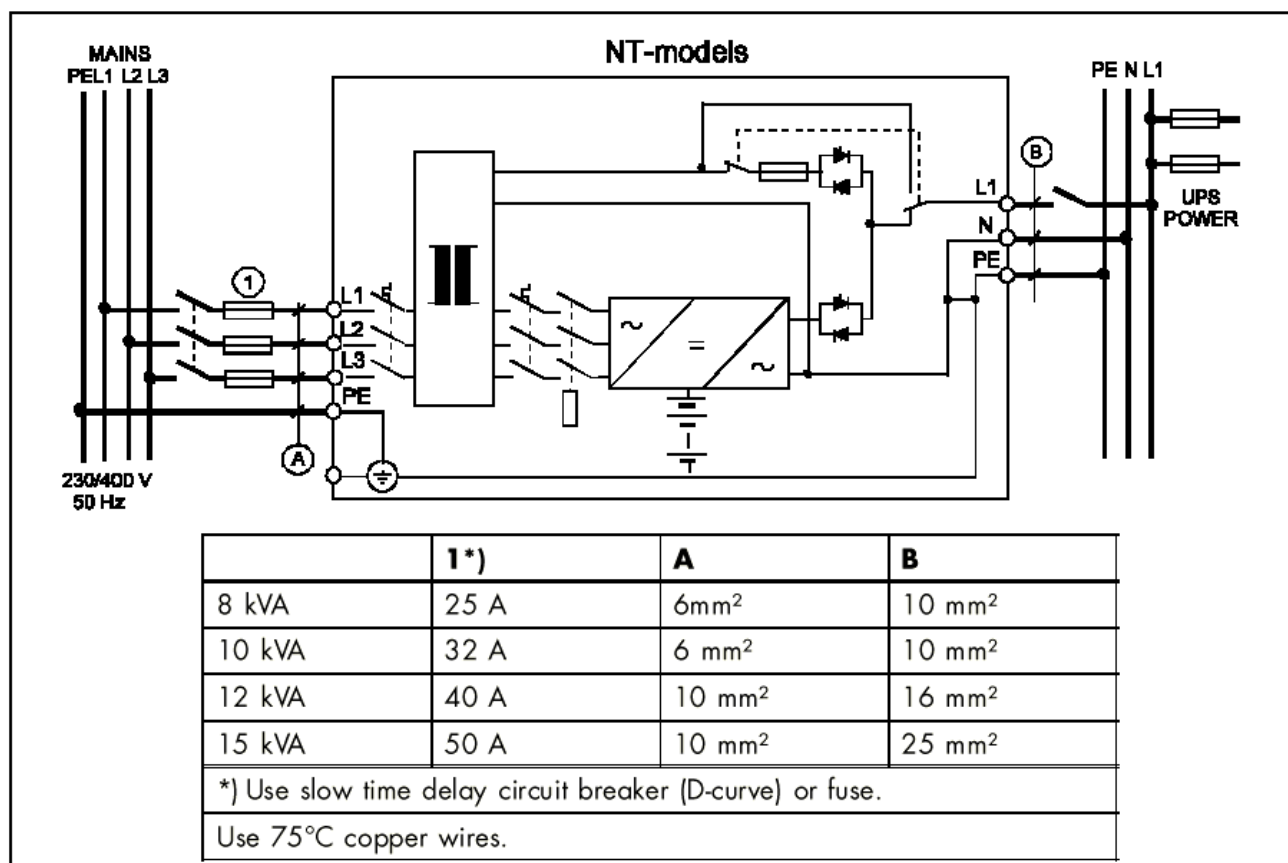 NT-models
MAINS
PE L1 L2 L3
PE N L1
B
L1
UPS
POWER
N
PE
1
L1
L2
L3
PE
A
230/400 V
50 Hz
1*) A B
8 kVA 25 A 6mm² 10 mm²
10 kVA 32 A 6 mm² 10 mm²
12 kVA 40 A 10 mm² 16 mm²
15 kVA 50 A 10 mm² 25 mm²
*) Use slow time delay circuit breaker (D-curve) or fuse.
Use 75°C copper wires.